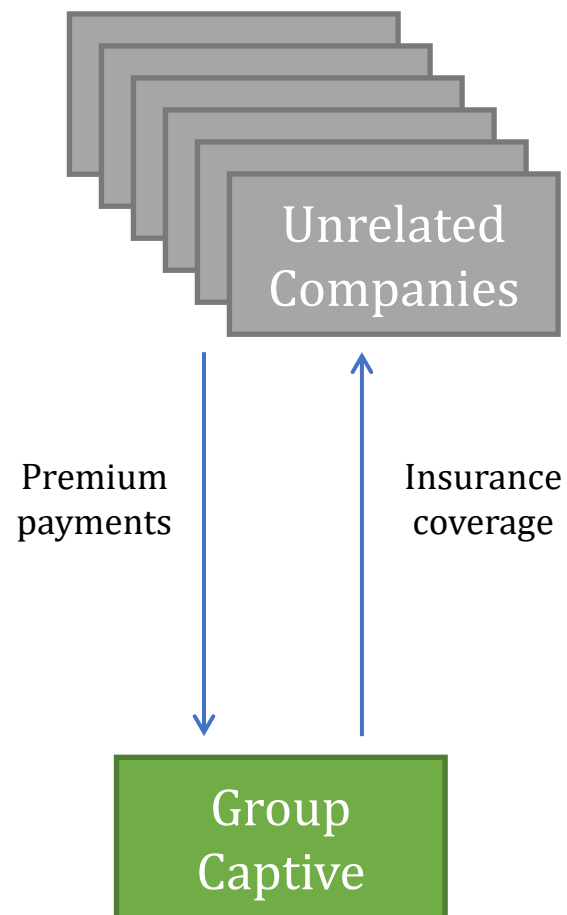 Unrelated
Companies
Premium
payments
Insurance
coverage
Group
Captive